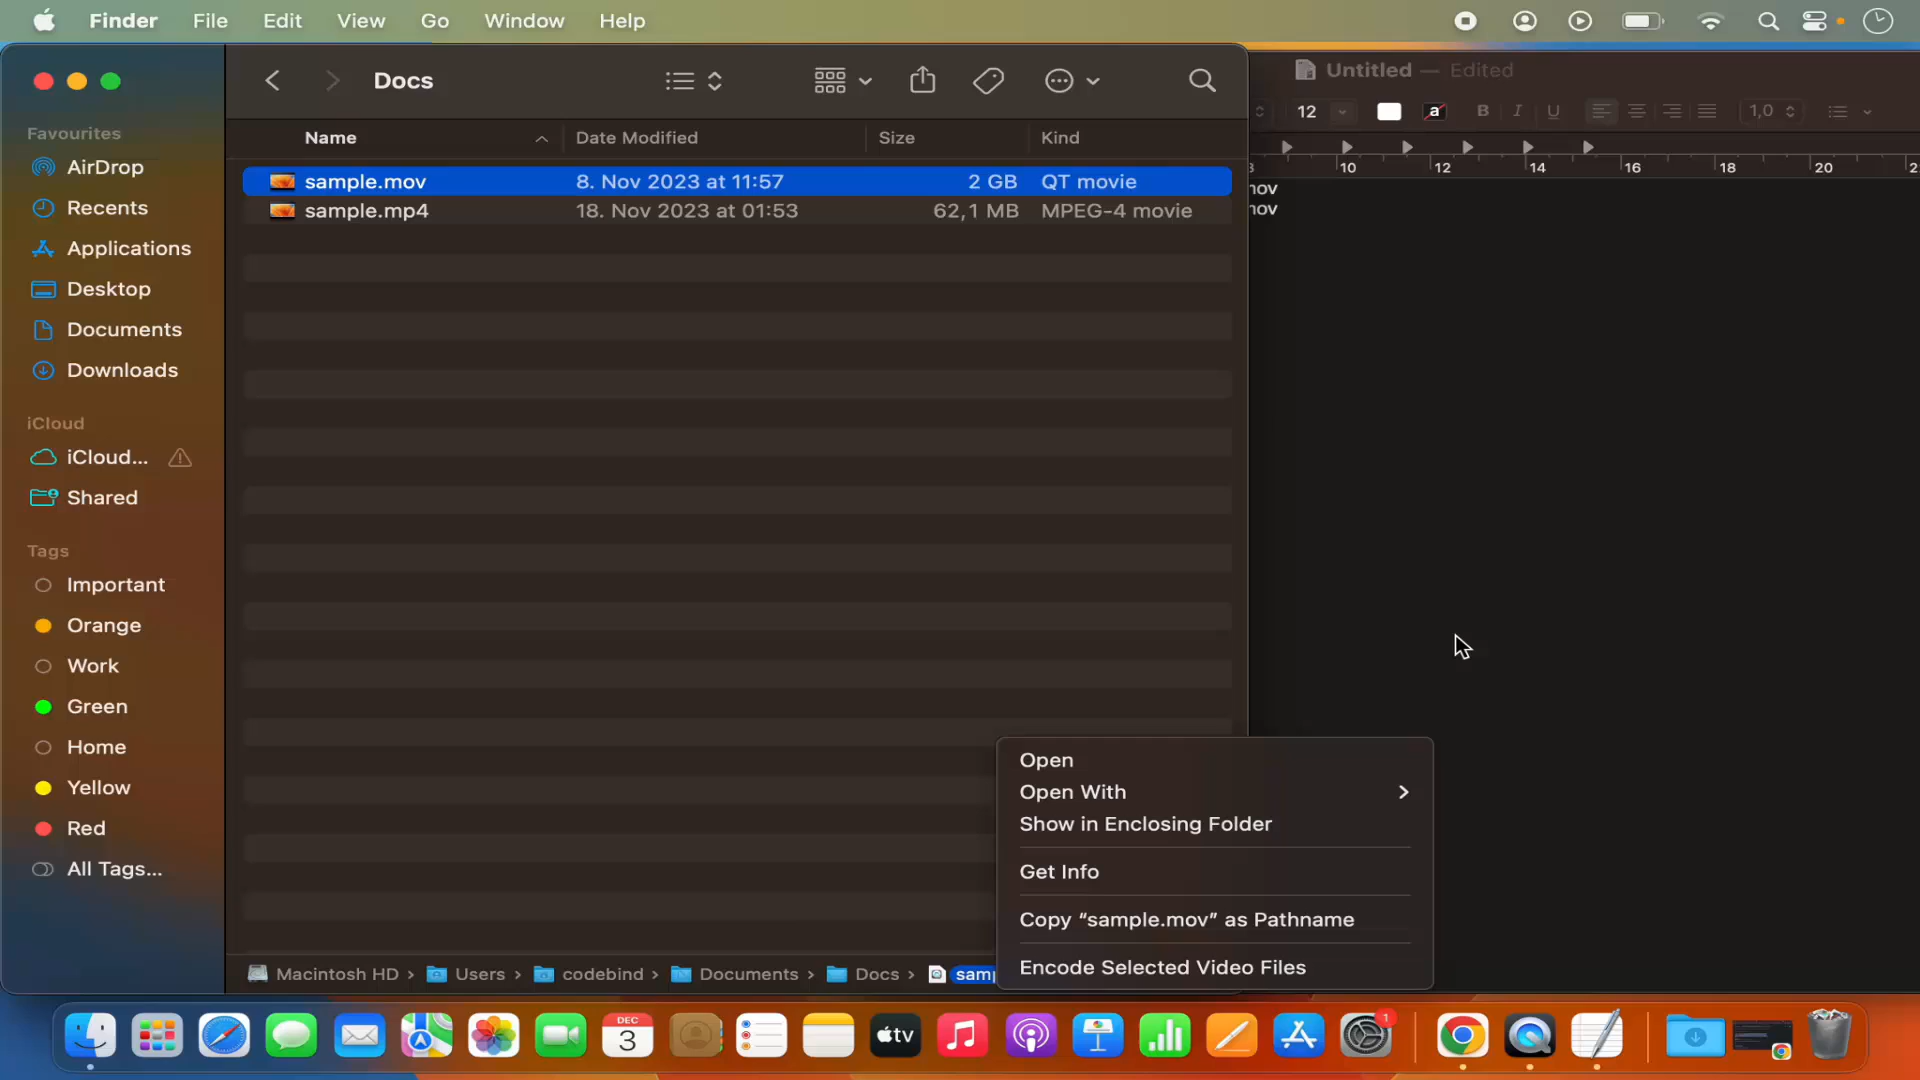 Finder File Edit View Go Window Help
Docs
Untitled — Edited
12 a B I U 1,0
Favourites
AirDrop
Recents
Applications
Desktop
Documents
Downloads
iCloud
iCloud...
Shared
Tags
Important
Orange
Work
Green
Home
Yellow
Red
All Tags...
Name Date Modified Size Kind
sample.mov 8. Nov 2023 at 11:57 2 GB QT movie
sample.mp4 18. Nov 2023 at 01:53 62,1 MB MPEG-4 movie
10 12 14 16 18 20 2
nov
nov
Open
Open With
Show in Enclosing Folder
Get Info
Copy “sample.mov” as Pathname
Encode Selected Video Files
Macintosh HD › Users › codebind › Documents › Docs › samp
DEC
3
tv
1